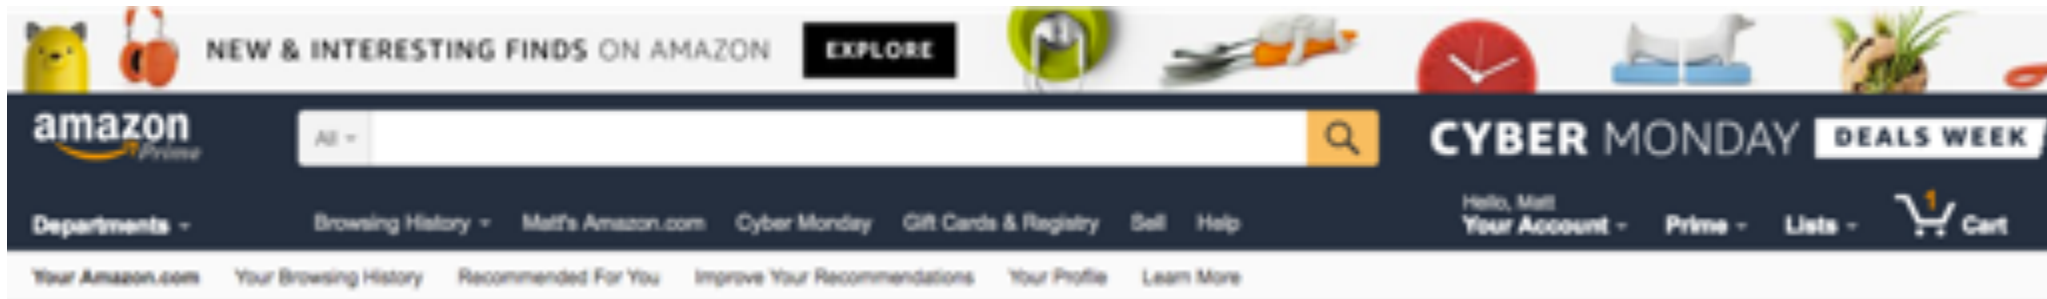 NEW & INTERESTING FINDS ON AMAZON EXPLORE
amazon Prime
All
CYBER MONDAY DEALS WEEK
Departments
Browsing History Matt's Amazon.com Cyber Monday Gift Cards & Registry Sell Help
Hello, Matt
Your Account Prime Lists 1 Cart
Your Amazon.com Your Browsing History Recommended For You Improve Your Recommendations Your Profile Learn More